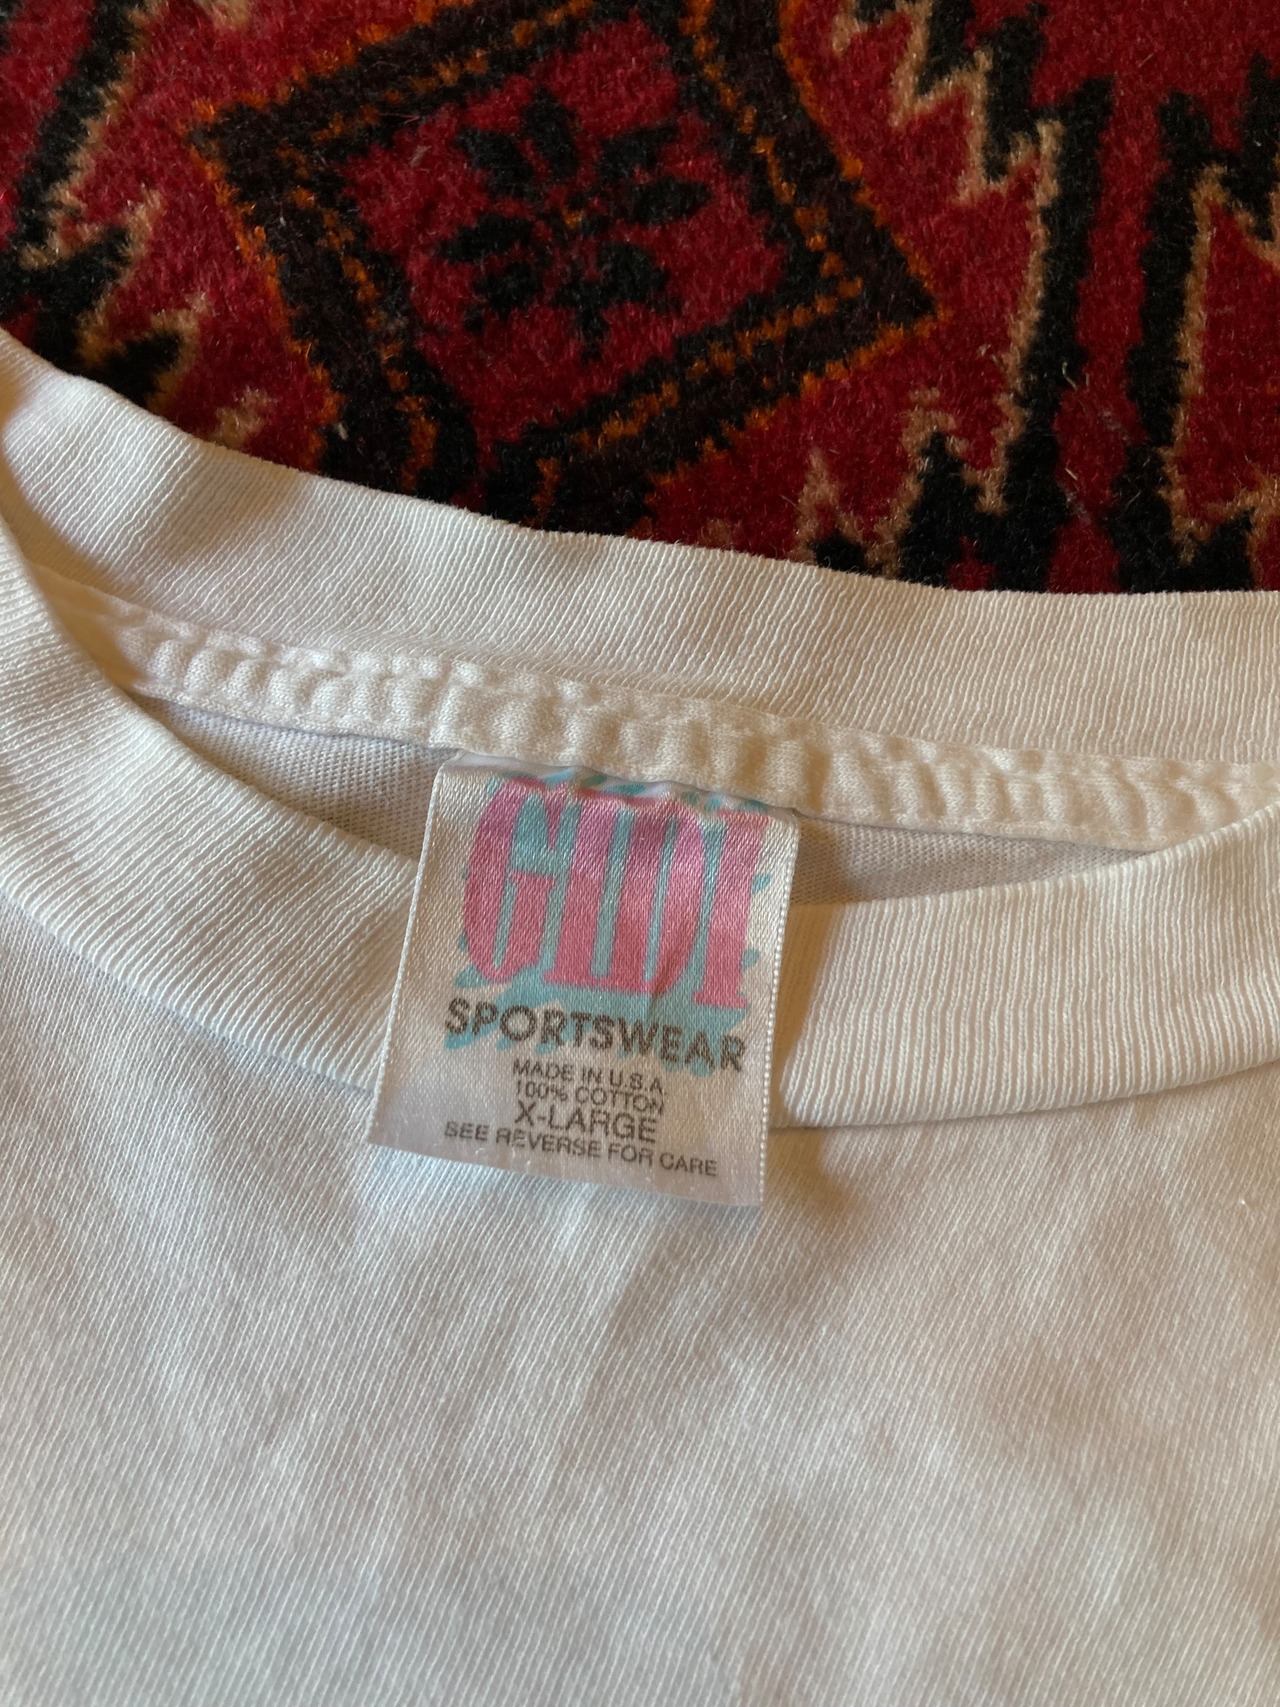 GIDI
SPORTSWEAR
MADE IN U.S.A
100% COTTON
X-LARGE
SEE REVERSE FOR CARE